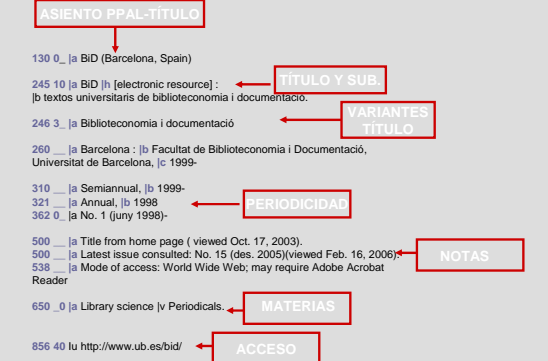 ASIENTO PPAL-TÍTULO
130 0_ |a BiD (Barcelona, Spain)
245 10 |a BiD |h [electronic resource] :
TÍTULO Y SUB.
|b textos universitaris de biblioteconomia i documentació.
VARIANTES
TÍTULO
246 3_ |a Biblioteconomia i documentació
260 __ |a Barcelona : |b Facultat de Biblioteconomia i Documentació,
Universitat de Barcelona, |c 1999-
310 __ |a Semiannual, |b 1999-
321 __ |a Annual, |b 1998
PERIODICIDAD
362 0_ |a No. 1 (juny 1998)-
500 __ |a Title from home page ( viewed Oct. 17, 2003).
500 __ |a Latest issue consulted: No. 15 (des. 2005)(viewed Feb. 16, 2006).
NOTAS
538 __ |a Mode of access: World Wide Web; may require Adobe Acrobat
Reader
650 _0 |a Library science |v Periodicals.
MATERIAS
856 40 Iu http://www.ub.es/bid/
ACCESO